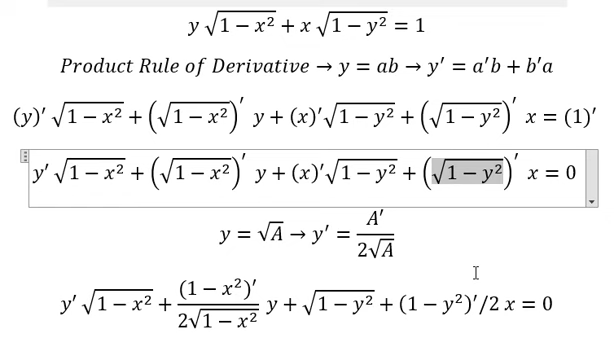 y √(1 − x²) + x √(1 − y²) = 1
Product Rule of Derivative → y = ab → y′ = a′b + b′a
(y)′ √(1 − x²) + (√(1 − x²))′ y + (x)′ √(1 − y²) + (√(1 − y²))′ x = (1)′
y′ √(1 − x²) + (√(1 − x²))′ y + (x)′ √(1 − y²) + (√(1 − y²))′ x = 0
y = √A → y′ = A′/(2√A)
y′ √(1 − x²) + (1 − x²)′/(2√(1 − x²)) y + √(1 − y²) + (1 − y²)′/2 x = 0